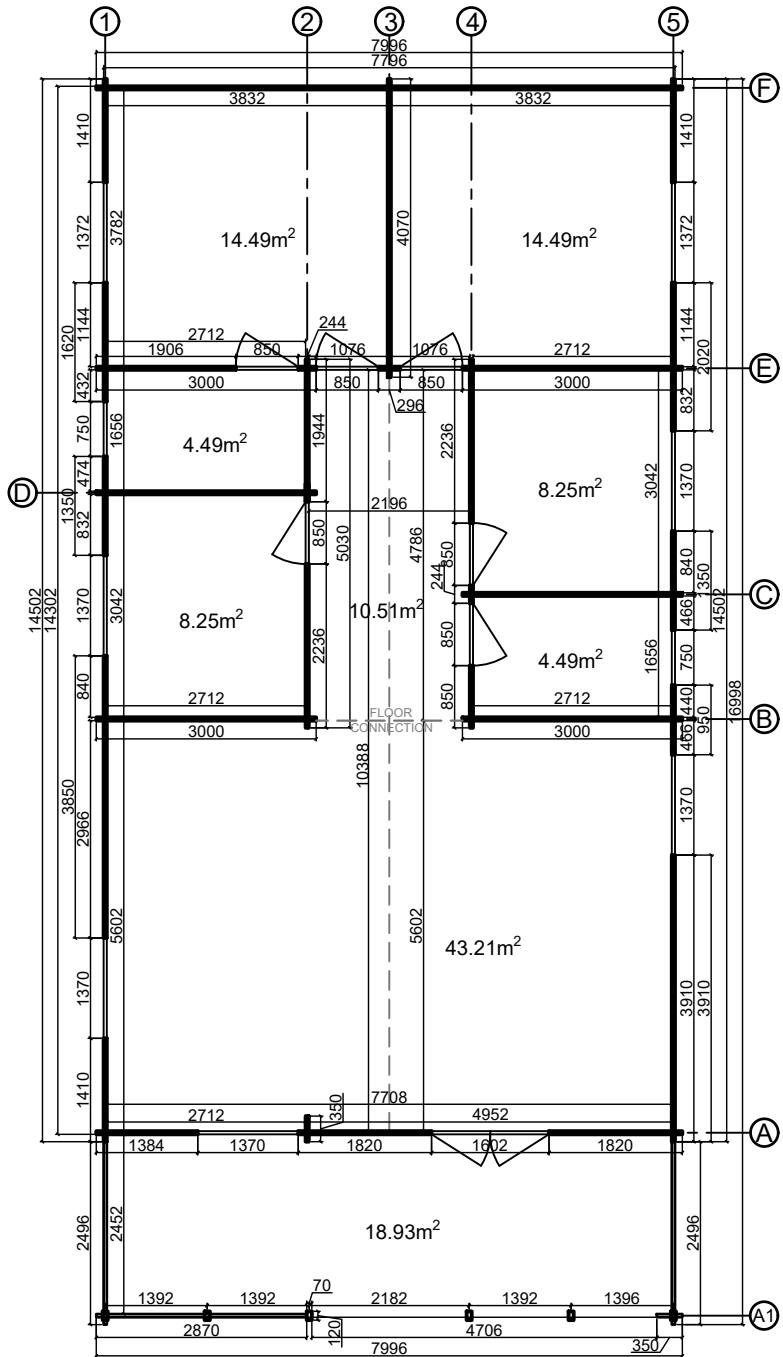 1 2 3 4 5
7996
7796
F
3832 3832
1410 1410
1372 3782 4070 1372
14.49m² 14.49m²
1620 1144 1144 2020
244
2712 2712
1906 850 1076 1076
E
3000 850 850 3000
432 296 832
750 1656 1944 2236
4.49m²
8.25m²
D
474 3042 1370
2196
1350 832 850 5030 4786 850
14502 14302 1370 3042
244
840 1350 14502 16998
C
8.25m² 10.51m²
850 466
2236 4.49m² 1656 750
840 850
2712 2712
440 950
FLOOR
CONNECTION
B
3000 3000
466
3850 2966 10388 1370
5602 5602
43.21m²
1370 3910 3910
1410
7708
2712 350 4952
A
1384 1370 1820 1602 1820
2496 2452 2496
18.93m²
70
1392 1392 2182 1392 1396
A1
2870 120 4706
350
7996